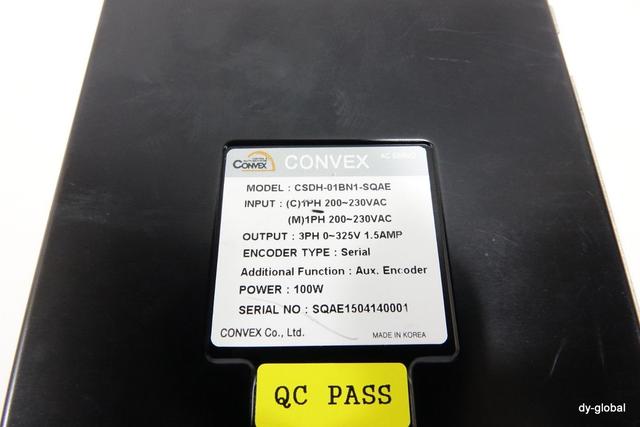 CONVEX CONVEX AC SERVO
MODEL : CSDH-01BN1-SQAE
INPUT : (C)1PH 200~230VAC
(M)1PH 200~230VAC
OUTPUT : 3PH 0~325V 1.5AMP
ENCODER TYPE : Serial
Additional Function : Aux. Encoder
POWER : 100W
SERIAL NO : SQAE1504140001
CONVEX Co., Ltd. MADE IN KOREA
QC PASS
dy-global